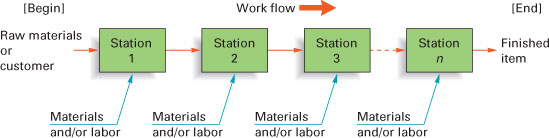 [Begin]
Work flow
[End]
Raw materials
or
customer
Station
1
Station
2
Station
3
Station
n
Finished
item
Materials
and/or labor
Materials
and/or labor
Materials
and/or labor
Materials
and/or labor